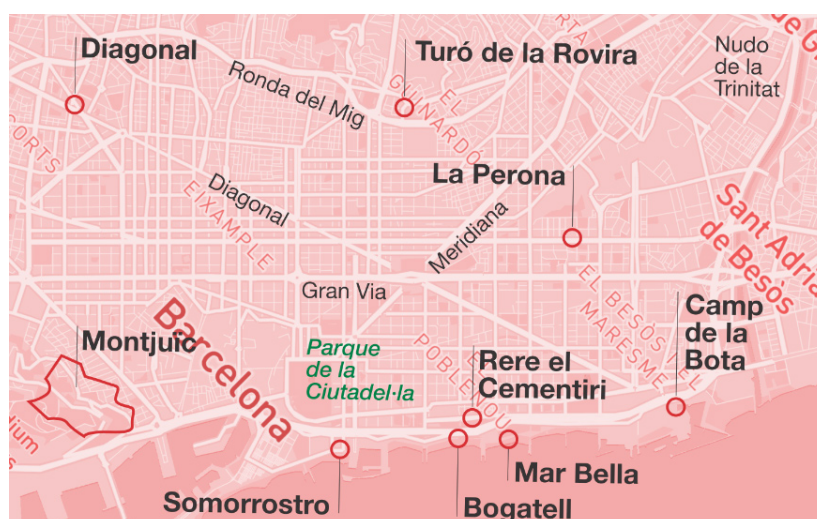 Diagonal
Turó de la Rovira
Nudo
de la
Trinitat
Ronda del Mig
EL
GUINARDÓ
La Perona
Diagonal
EIXAMPLE
Meridiana
Sant Adrià
de Besòs
Gran Via
EL BESÒS I EL
MARESME
Camp
de la
Bota
Montjuïc
Barcelona
Parque
de la
Ciutadel·la
EL
POBLENOU
Rere el
Cementiri
Mar Bella
Somorrostro
Bogatell